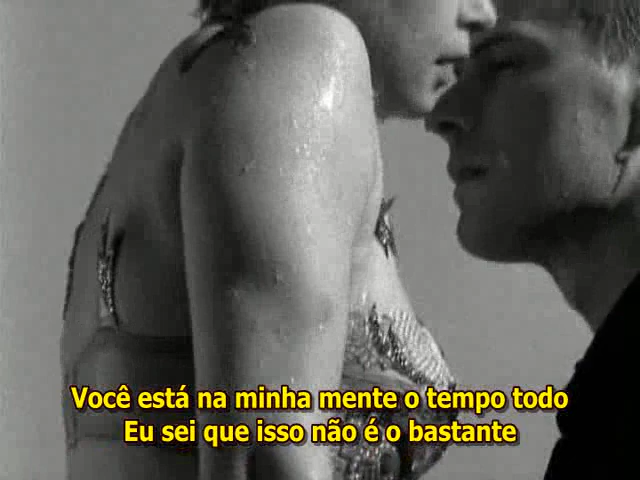 Você está na minha mente o tempo todo
Eu sei que isso não é o bastante